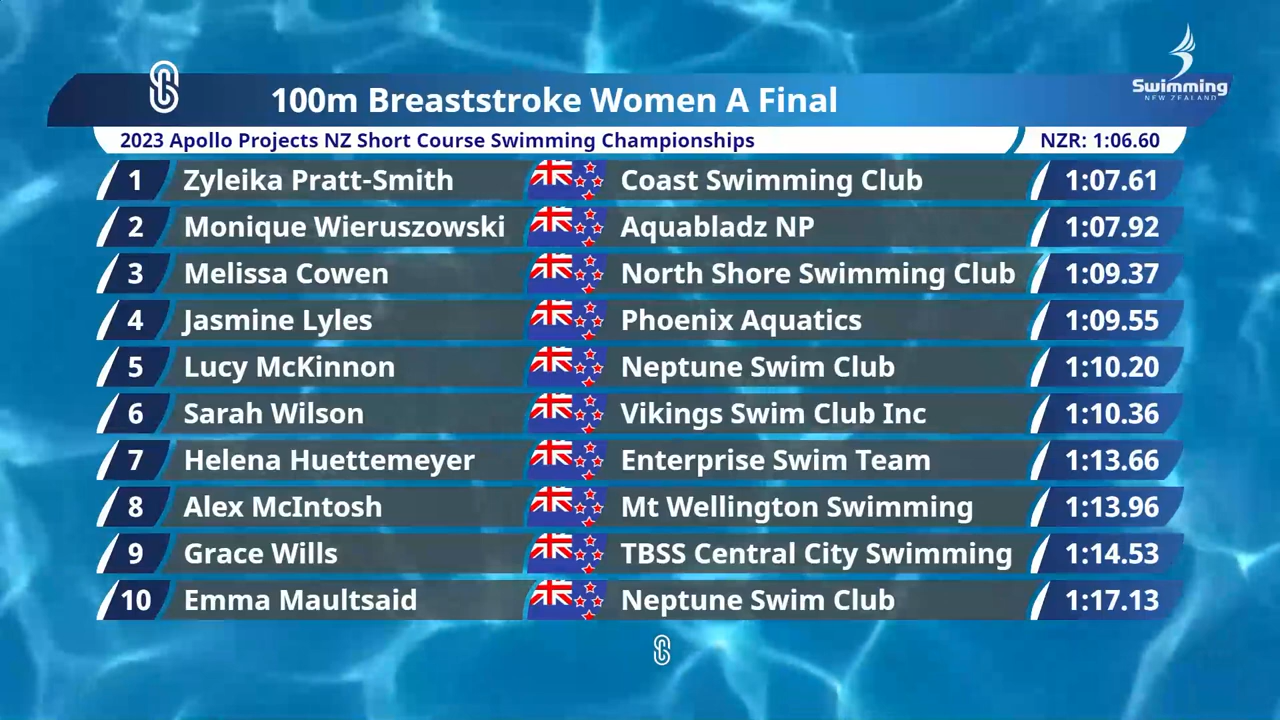 100m Breaststroke Women A Final
Swimming
NEW ZEALAND
2023 Apollo Projects NZ Short Course Swimming Championships NZR: 1:06.60
1 Zyleika Pratt-Smith Coast Swimming Club 1:07.61
2 Monique Wieruszowski Aquabladz NP 1:07.92
3 Melissa Cowen North Shore Swimming Club 1:09.37
4 Jasmine Lyles Phoenix Aquatics 1:09.55
5 Lucy McKinnon Neptune Swim Club 1:10.20
6 Sarah Wilson Vikings Swim Club Inc 1:10.36
7 Helena Huettemeyer Enterprise Swim Team 1:13.66
8 Alex McIntosh Mt Wellington Swimming 1:13.96
9 Grace Wills TBSS Central City Swimming 1:14.53
10 Emma Maultsaid Neptune Swim Club 1:17.13